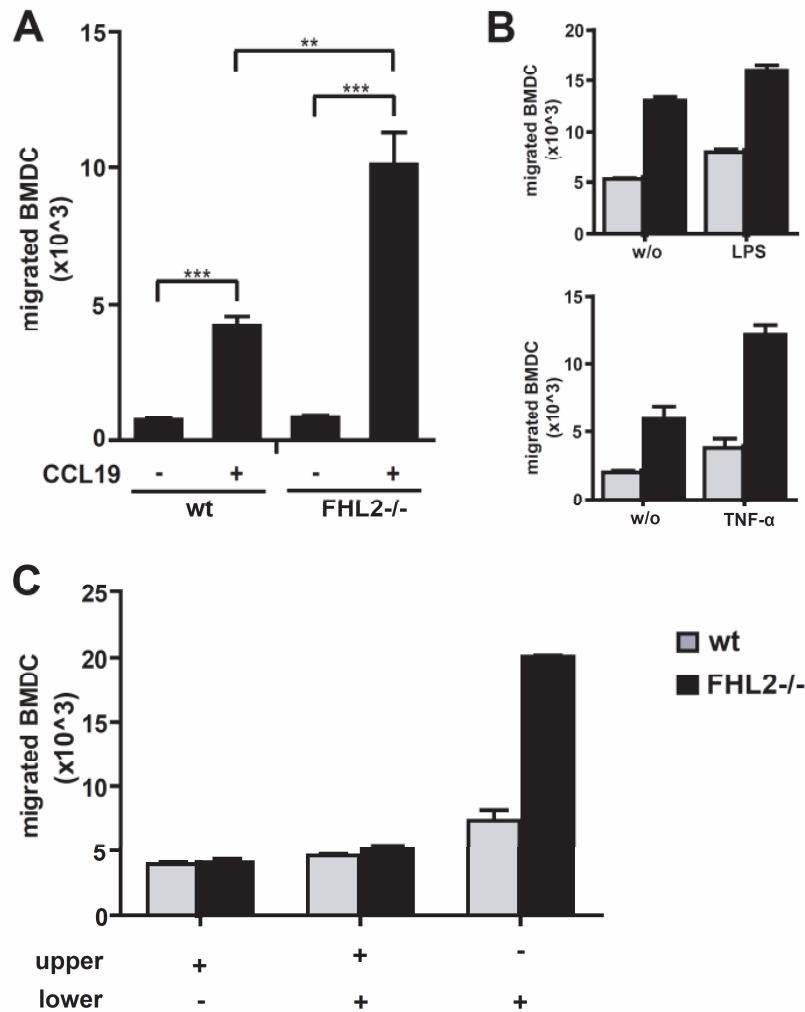 A
15
10
5
0
migrated BMDC
(x10^3)
**
***
***
CCL19 - + - +
wt FHL2-/-
B
20
15
10
5
0
migrated BMDC
(x10^3)
w/o LPS
15
10
5
0
migrated BMDC
(x10^3)
w/o TNF-α
C
25
20
15
10
5
0
migrated BMDC
(x10^3)
wt
FHL2-/-
upper + + -
lower - + +